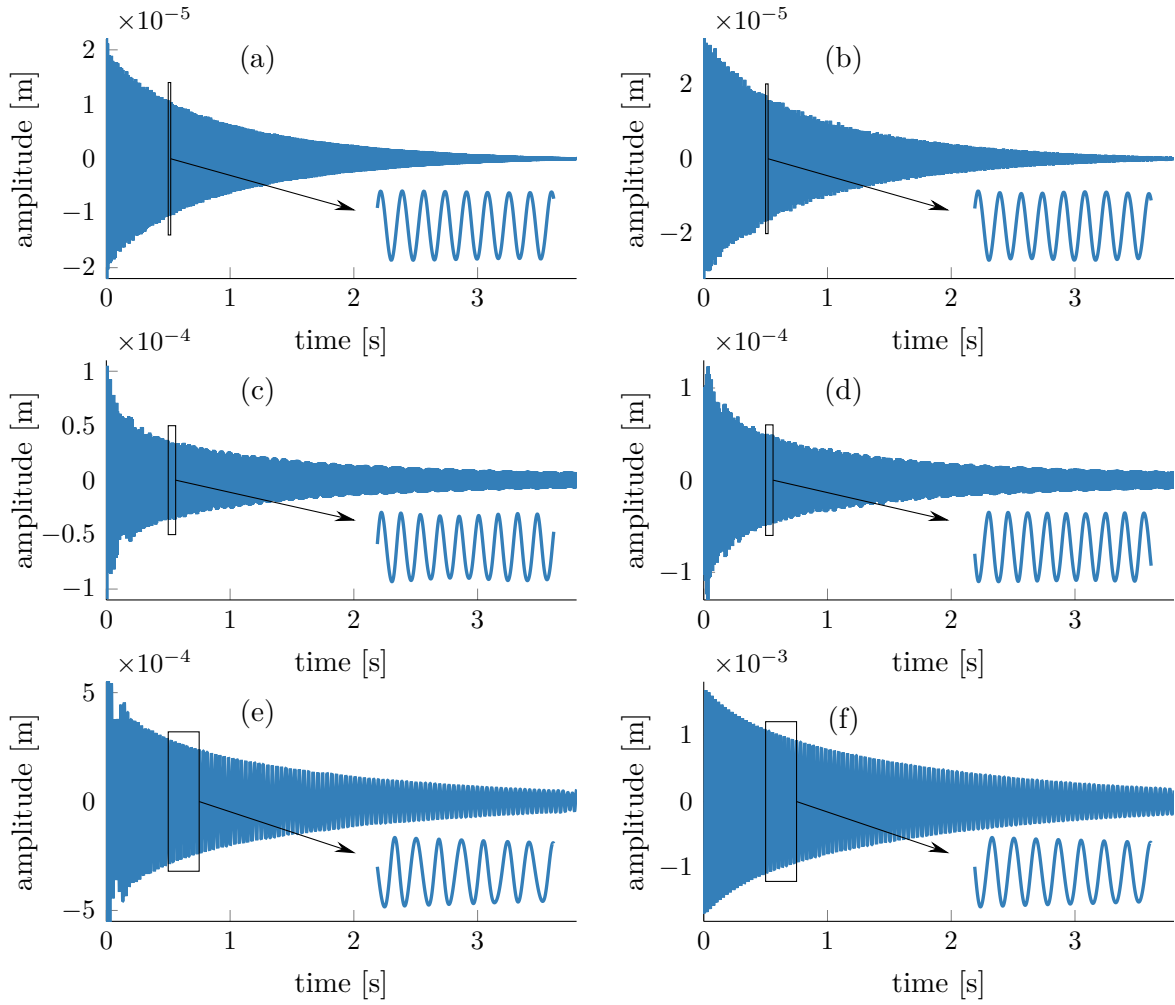 ×10⁻⁵
(a)
amplitude [m]
2
1
0
−1
−2
0 1 2 3
time [s]
×10⁻⁵
(b)
amplitude [m]
2
0
−2
0 1 2 3
time [s]
×10⁻⁴
(c)
amplitude [m]
1
0.5
0
−0.5
−1
0 1 2 3
time [s]
×10⁻⁴
(d)
amplitude [m]
1
0
−1
0 1 2 3
time [s]
×10⁻⁴
(e)
amplitude [m]
5
0
−5
0 1 2 3
time [s]
×10⁻³
(f)
amplitude [m]
1
0
−1
0 1 2 3
time [s]